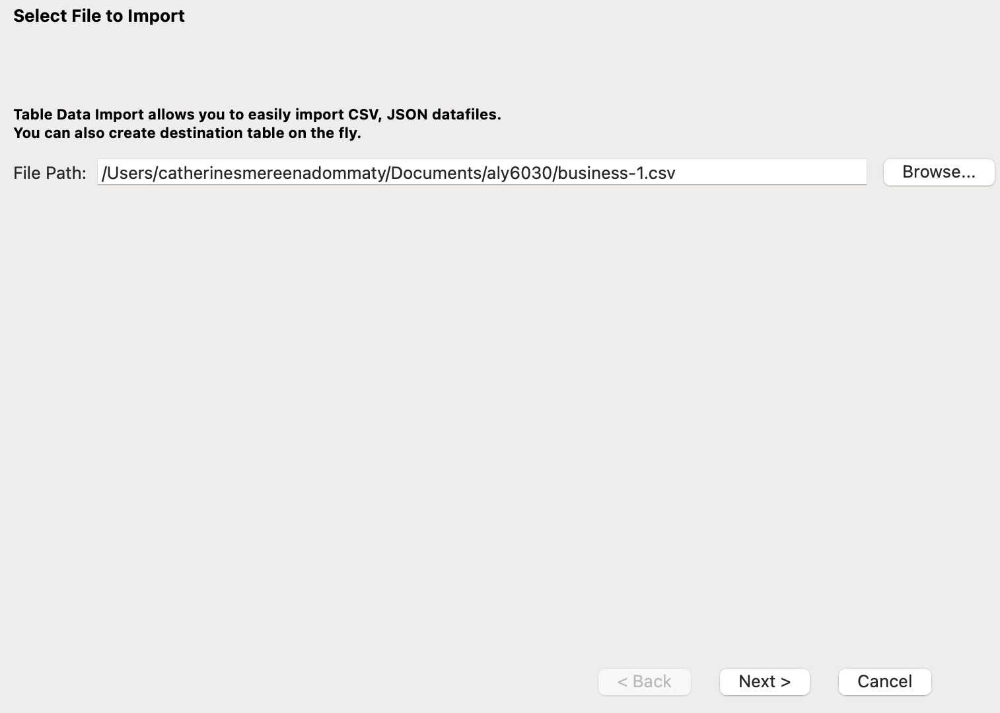 Select File to Import
Table Data Import allows you to easily import CSV, JSON datafiles.
You can also create destination table on the fly.
File Path: /Users/catherinesmereenadommaty/Documents/aly6030/business-1.csv Browse...
< Back Next > Cancel